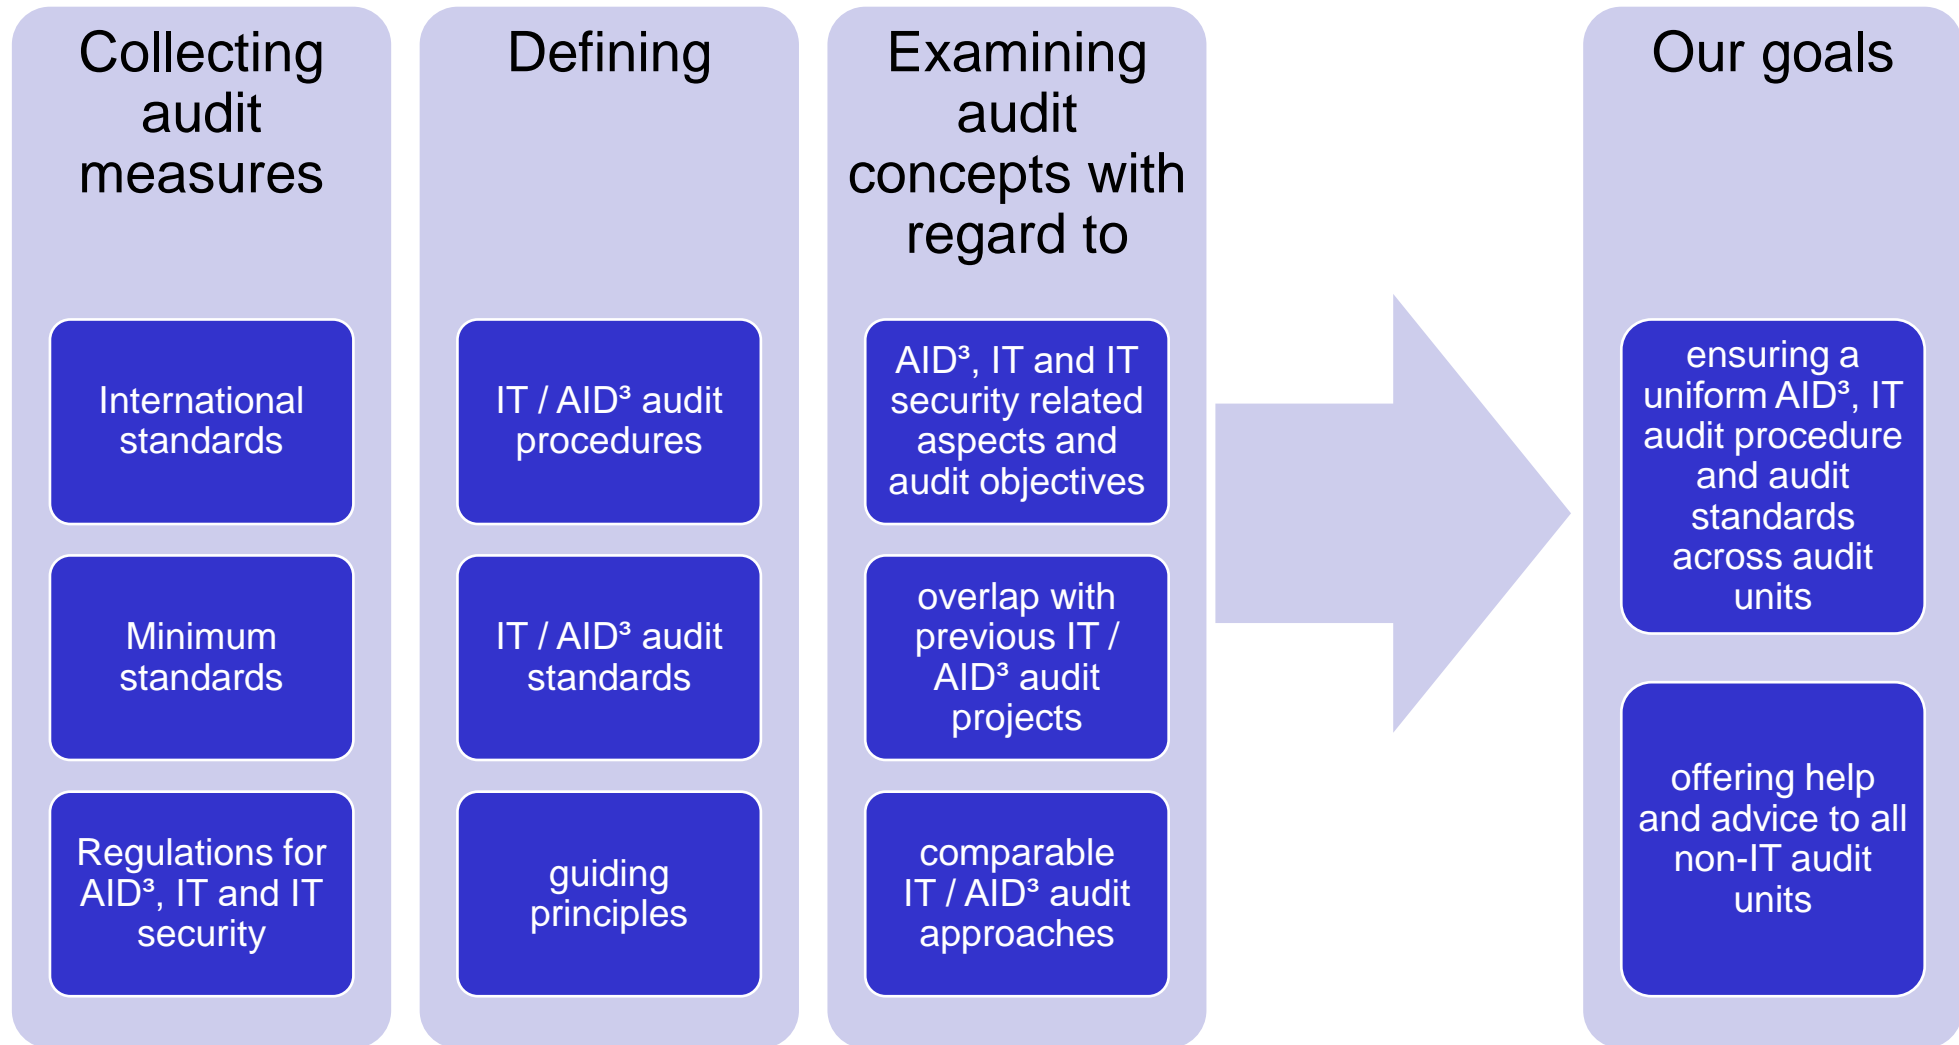 Collecting
audit
measures
International
standards
Minimum
standards
Regulations for
AID³, IT and IT
security
Defining
IT / AID³ audit
procedures
IT / AID³ audit
standards
guiding
principles
Examining
audit
concepts with
regard to
AID³, IT and IT
security related
aspects and
audit objectives
overlap with
previous IT /
AID³ audit
projects
comparable
IT / AID³ audit
approaches
Our goals
ensuring a
uniform AID³, IT
audit procedure
and audit
standards
across audit
units
offering help
and advice to all
non-IT audit
units